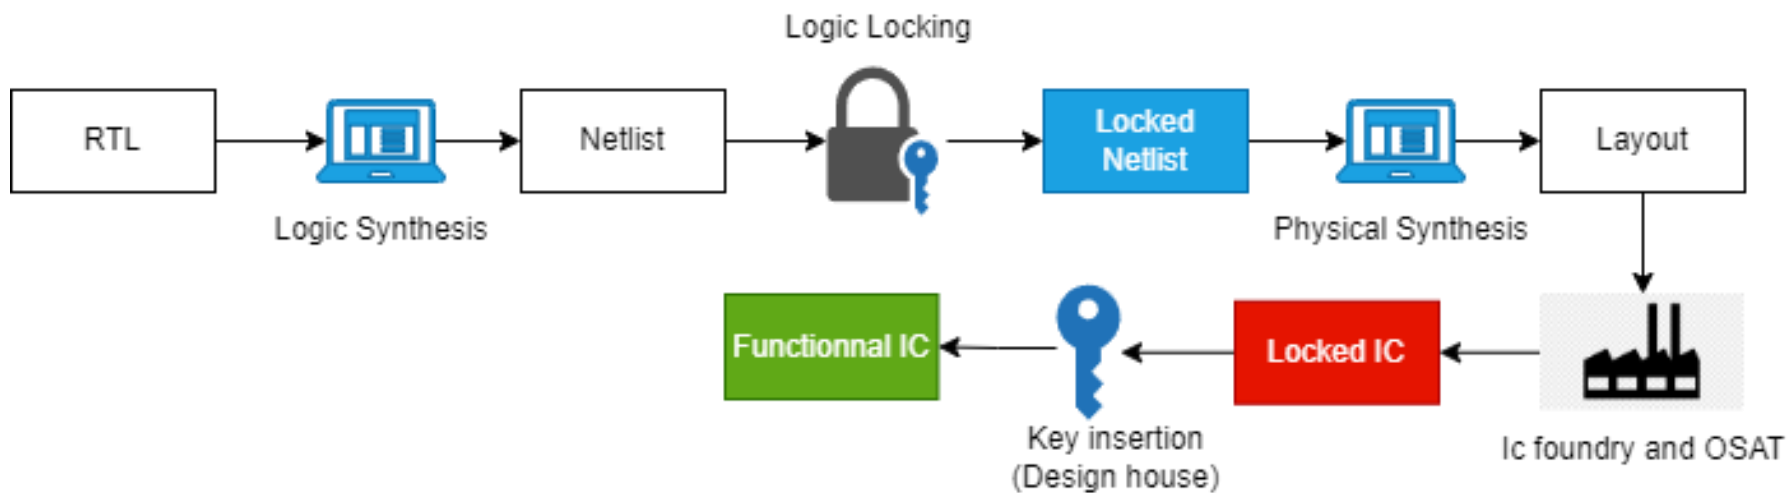 Logic Locking
RTL
Netlist
Locked
Netlist
Layout
Logic Synthesis
Physical Synthesis
Functionnal IC
Locked IC
Key insertion
(Design house)
Ic foundry and OSAT